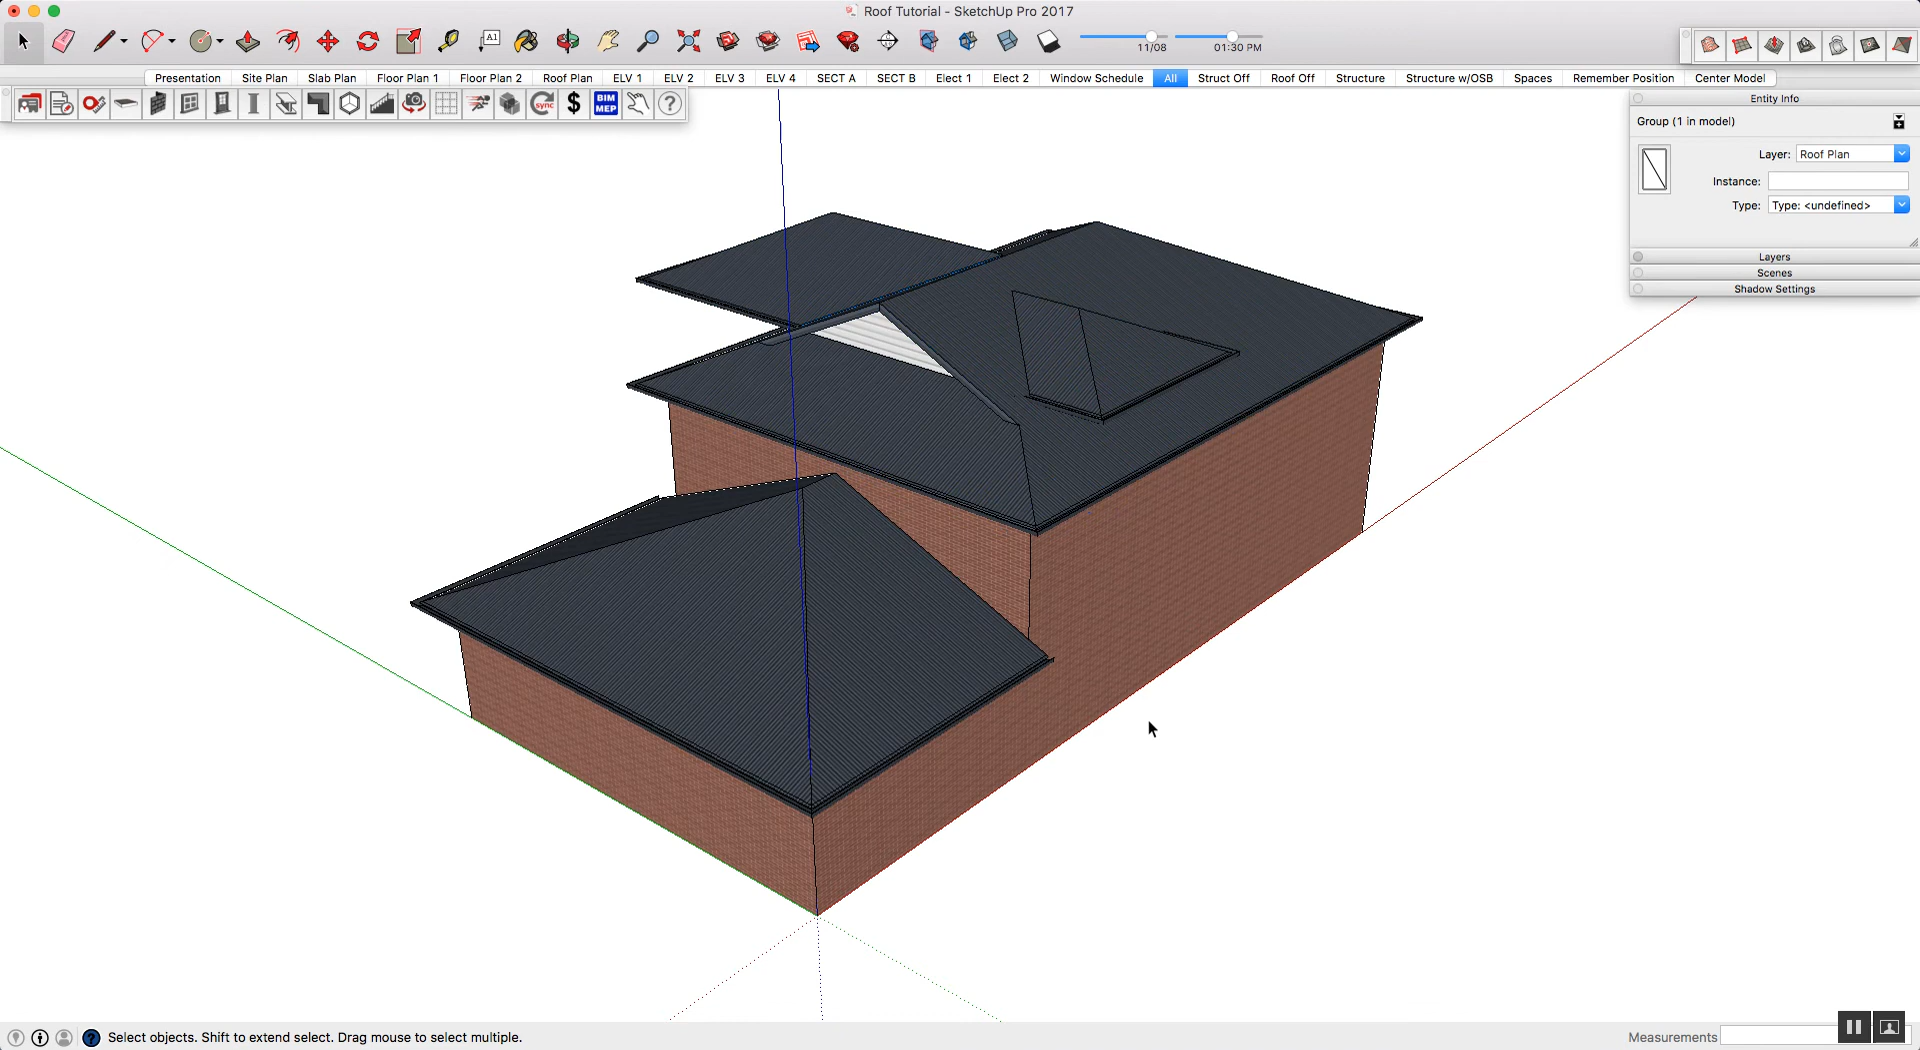 Roof Tutorial - SketchUp Pro 2017
A1
11/08
01:30 PM
Presentation Site Plan Slab Plan Floor Plan 1 Floor Plan 2 Roof Plan ELV 1 ELV 2 ELV 3 ELV 4 SECT A SECT B Elect 1 Elect 2 Window Schedule All Struct Off Roof Off Structure Structure w/OSB Spaces Remember Position Center Model
sync $ BIM MEP ?
Entity Info
Group (1 in model)
Layer: Roof Plan
Instance:
Type: Type: <undefined>
Layers
Scenes
Shadow Settings
? Select objects. Shift to extend select. Drag mouse to select multiple.
Measurements